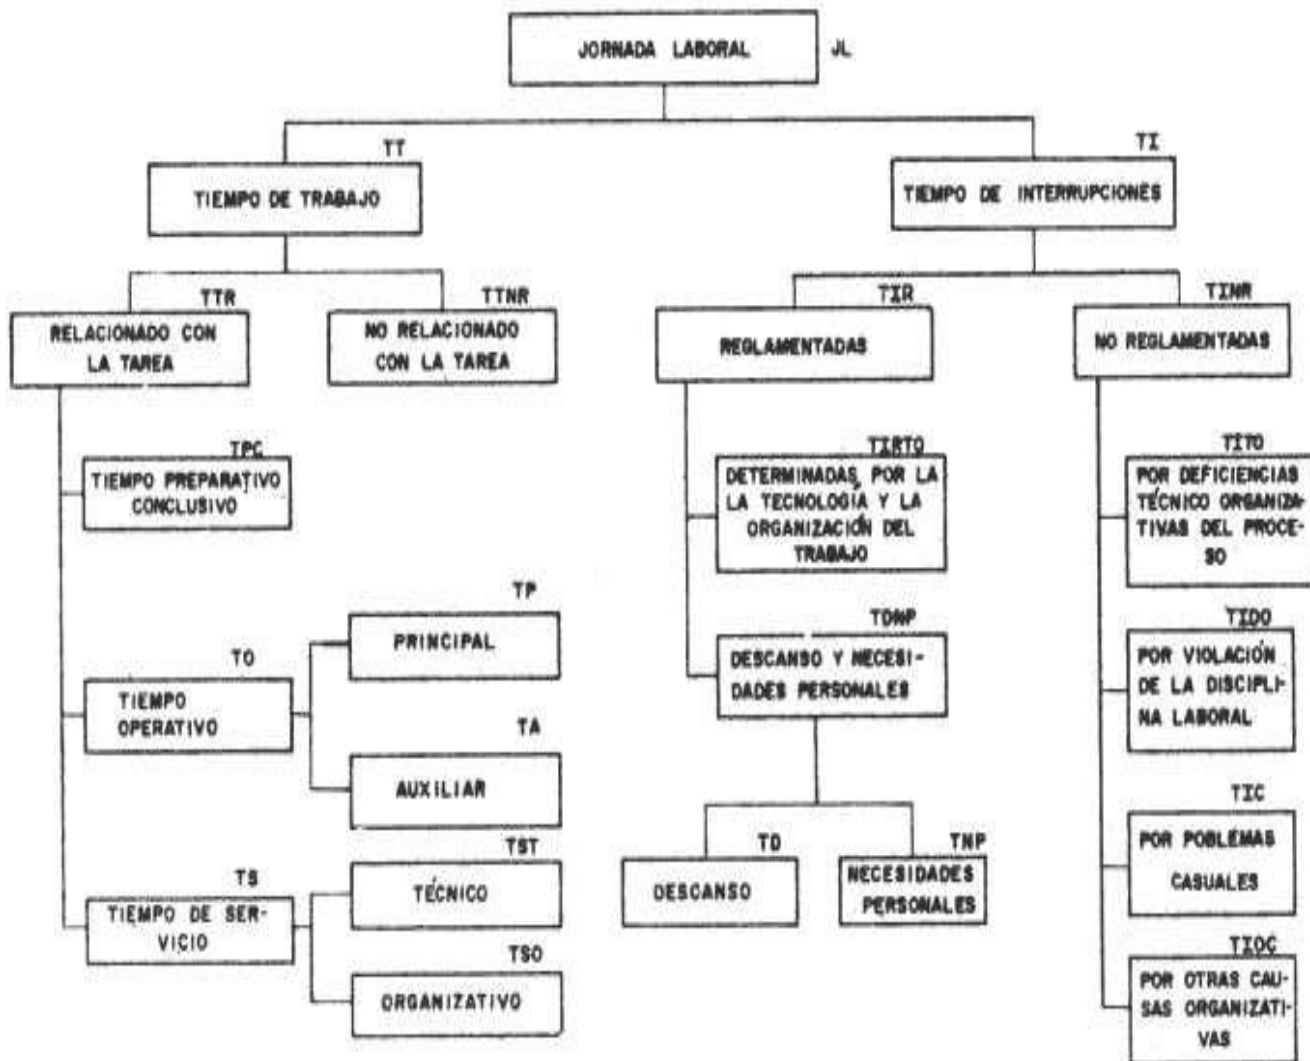 JORNADA LABORAL JL
TT
TIEMPO DE TRABAJO
TI
TIEMPO DE INTERRUPCIONES
TTR
RELACIONADO CON
LA TAREA
TTNR
NO RELACIONADO
CON LA TAREA
TIR
REGLAMENTADAS
TINR
NO REGLAMENTADAS
TPC
TIEMPO PREPARATIVO
CONCLUSIVO
TO
TIEMPO
OPERATIVO
TP
PRINCIPAL
TA
AUXILIAR
TS
TIEMPO DE SER-
VICIO
TST
TÉCNICO
TSO
ORGANIZATIVO
TIRTO
DETERMINADAS, POR LA
LA TECNOLOGÍA Y LA
ORGANIZACIÓN DEL
TRABAJO
TDNP
DESCANSO Y NECESI-
DADES PERSONALES
TD
DESCANSO
TNP
NECESIDADES
PERSONALES
TITO
POR DEFICIENCIAS
TÉCNICO ORGANIZA-
TIVAS DEL PROCE-
SO
TIDO
POR VIOLACIÓN
DE LA DISCIPLI-
NA LABORAL
TIC
POR POBLEMAS
CASUALES
TIOC
POR OTRAS CAU-
SAS ORGANIZATI-
VAS